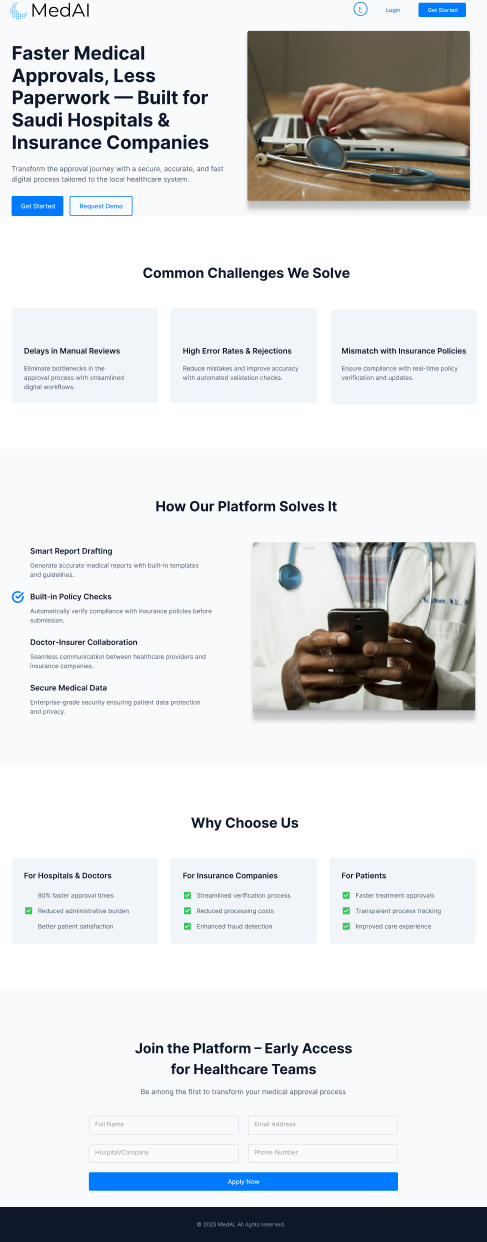 MedAI
Login
Get Started
Faster Medical
Approvals, Less
Paperwork — Built for
Saudi Hospitals &
Insurance Companies
Transform the approval journey with a secure, accurate, and fast
digital process tailored to the local healthcare system.
Get Started
Request Demo
Common Challenges We Solve
Delays in Manual Reviews
Eliminate bottlenecks in the
approval process with streamlined
digital workflows.
High Error Rates & Rejections
Reduce mistakes and improve accuracy
with automated validation checks.
Mismatch with Insurance Policies
Ensure compliance with real-time policy
verification and updates.
How Our Platform Solves It
Smart Report Drafting
Generate accurate medical reports with built-in templates
and guidelines.
Built-in Policy Checks
Automatically verify compliance with insurance policies before
submission.
Doctor-Insurer Collaboration
Seamless communication between healthcare providers and
insurance companies.
Secure Medical Data
Enterprise-grade security ensuring patient data protection
and privacy.
Why Choose Us
For Hospitals & Doctors
80% faster approval times
Reduced administrative burden
Better patient satisfaction
For Insurance Companies
Streamlined verification process
Reduced processing costs
Enhanced fraud detection
For Patients
Faster treatment approvals
Transparent process tracking
Improved care experience
Join the Platform – Early Access
for Healthcare Teams
Be among the first to transform your medical approval process
Full Name
Email Address
Hospital/Company
Phone Number
Apply Now
© 2025 MedAI. All rights reserved.